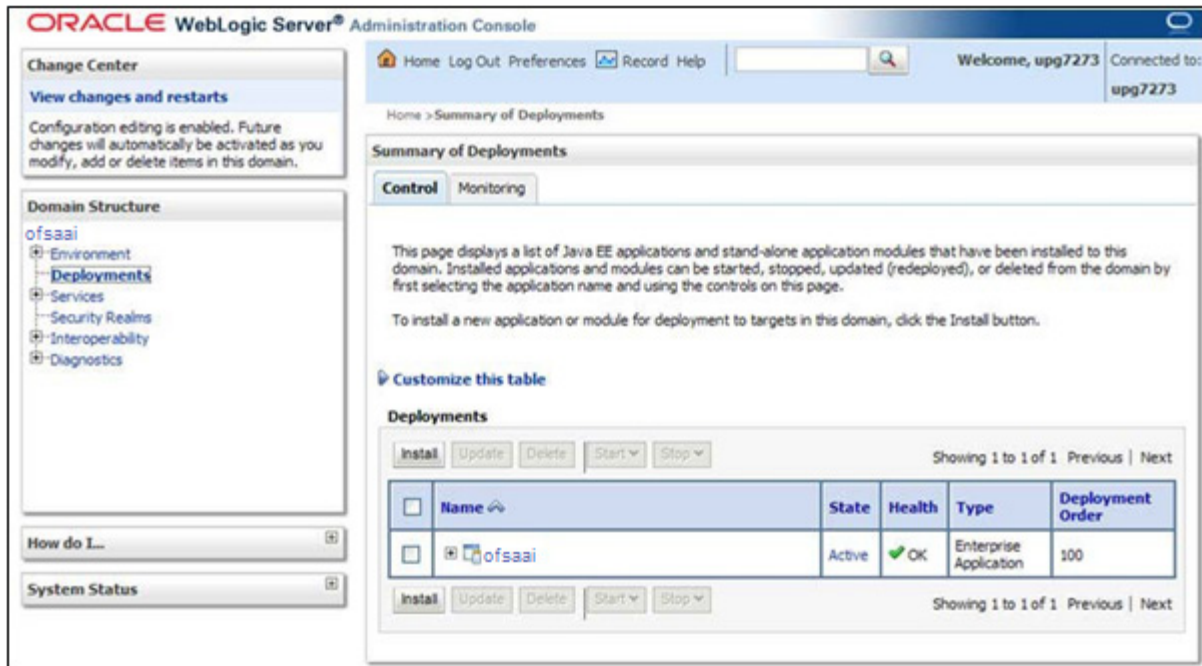 ORACLE WebLogic Server® Administration Console
Change Center
View changes and restarts
Configuration editing is enabled. Future
changes will automatically be activated as you
modify, add or delete items in this domain.
Domain Structure
ofsaai
Environment
Deployments
Services
Security Realms
Interoperability
Diagnostics
How do I...
System Status
Home Log Out Preferences Record Help
Welcome, upg7273
Connected to:
upg7273
Home >Summary of Deployments
Summary of Deployments
Control Monitoring
This page displays a list of Java EE applications and stand-alone application modules that have been installed to this
domain. Installed applications and modules can be started, stopped, updated (redeployed), or deleted from the domain by
first selecting the application name and using the controls on this page.
To install a new application or module for deployment to targets in this domain, click the Install button.
Customize this table
Deployments
Install Update Delete Start Stop Showing 1 to 1 of 1 Previous | Next
Name State Health Type Deployment
Order
ofsaai Active OK Enterprise
Application 100
Install Update Delete Start Stop Showing 1 to 1 of 1 Previous | Next